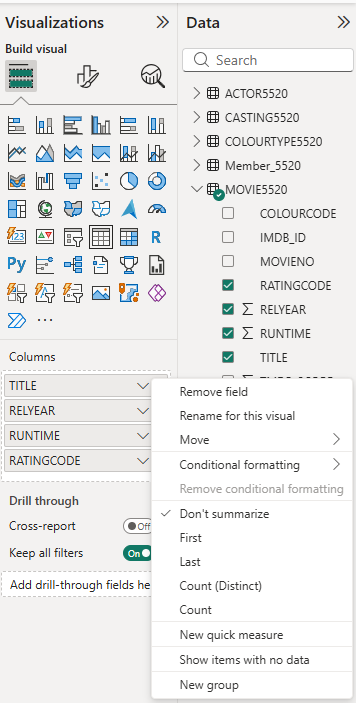 Visualizations
Build visual
123
R
Py
Columns
TITLE
RELYEAR
RUNTIME
RATINGCODE
Drill through
Cross-report
Off
Keep all filters
On
Add drill-through fields he
Data
Search
ACTOR5520
CASTING5520
COLOURTYPE5520
Member_5520
MOVIE5520
COLOURCODE
IMDB_ID
MOVIENO
RATINGCODE
RELYEAR
RUNTIME
TITLE
Remove field
Rename for this visual
Move
Conditional formatting
Remove conditional formatting
Don't summarize
First
Last
Count (Distinct)
Count
New quick measure
Show items with no data
New group